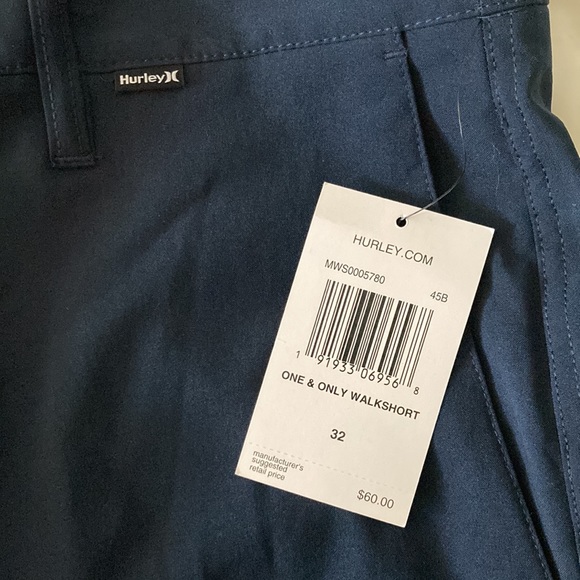 Hurley
HURLEY.COM
MWS0005780
45B
1 91933 06956 8
ONE & ONLY WALKSHORT
32
manufacturer's
suggested
retail price
$60.00